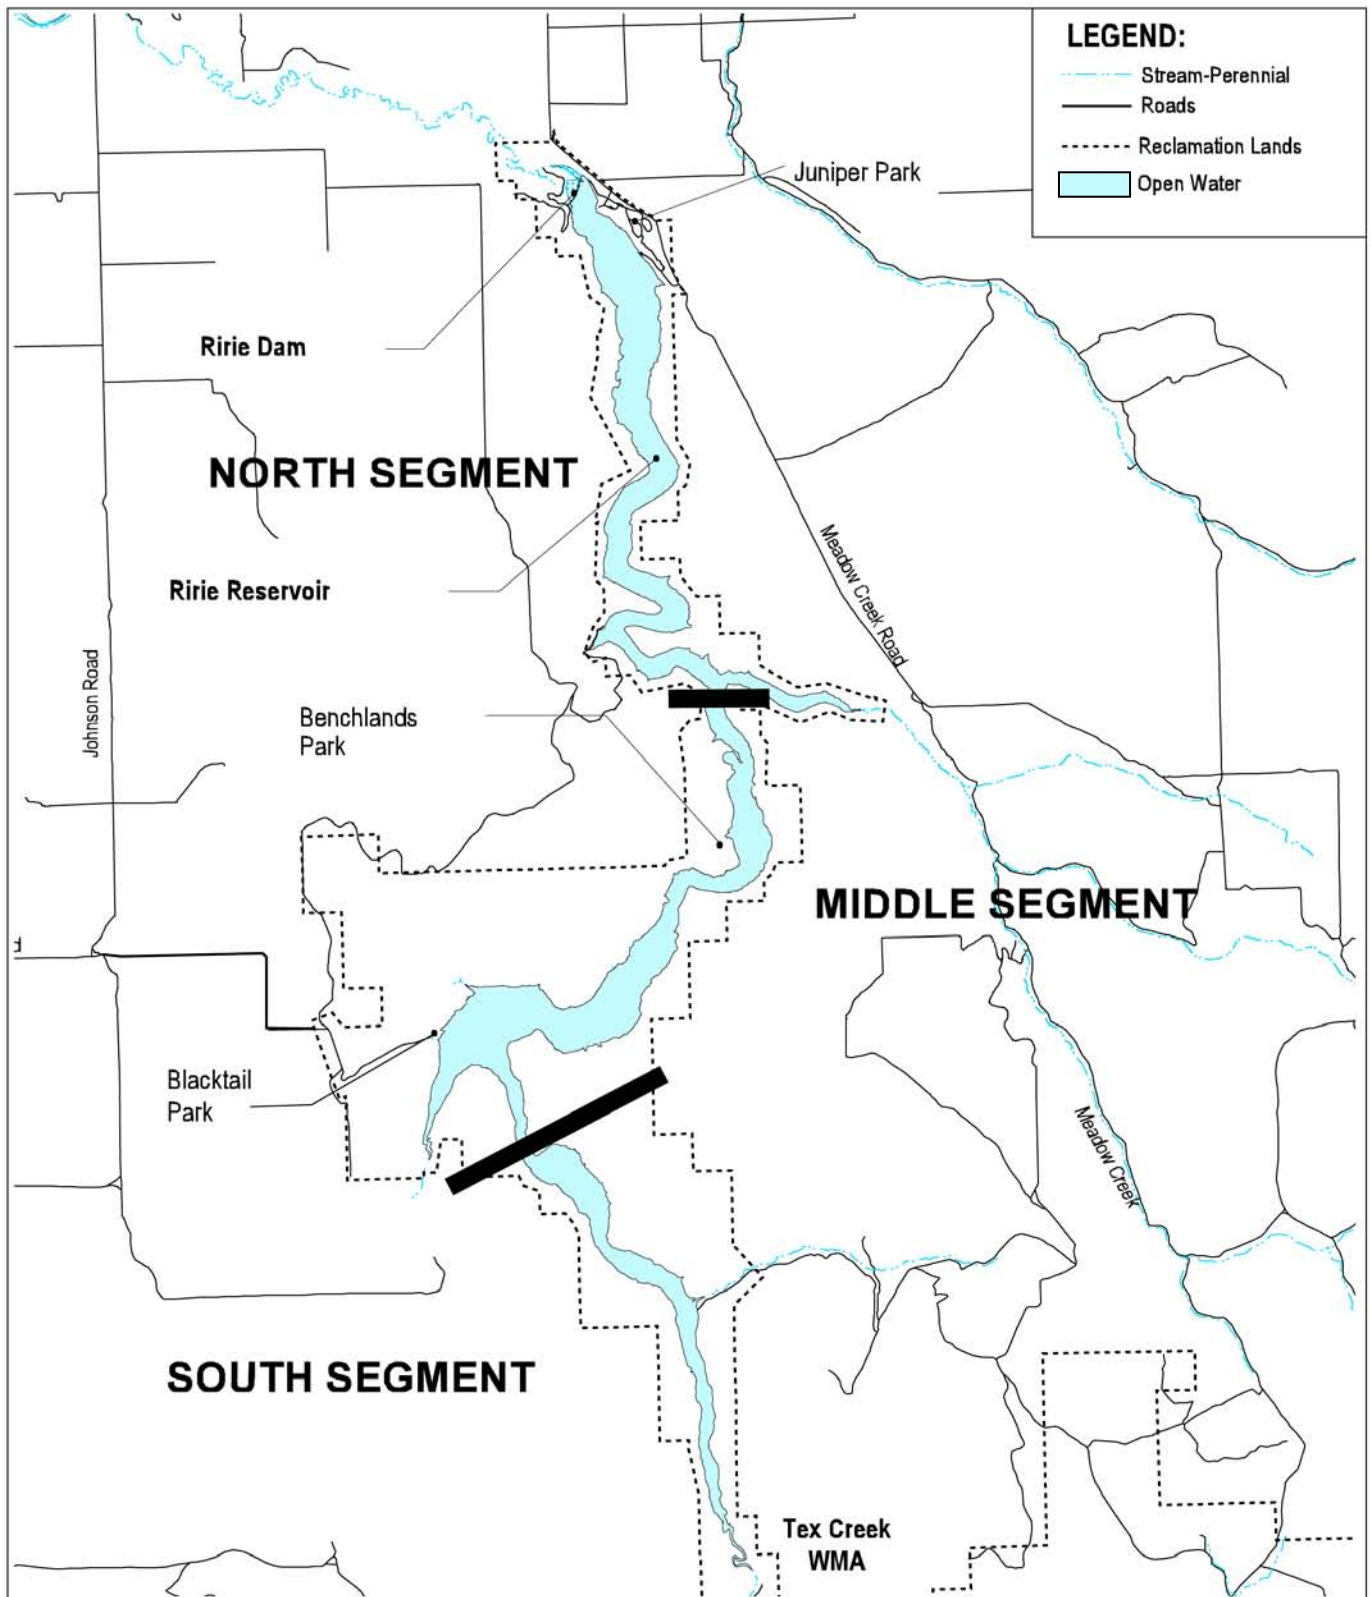 LEGEND:
Stream-Perennial
Roads
Reclamation Lands
Open Water
Juniper Park
Ririe Dam
NORTH SEGMENT
Meadow Creek Road
Ririe Reservoir
Johnson Road
Benchlands
Park
MIDDLE SEGMENT
d
Blacktail
Park
Meadow Creek
SOUTH SEGMENT
Tex Creek
WMA